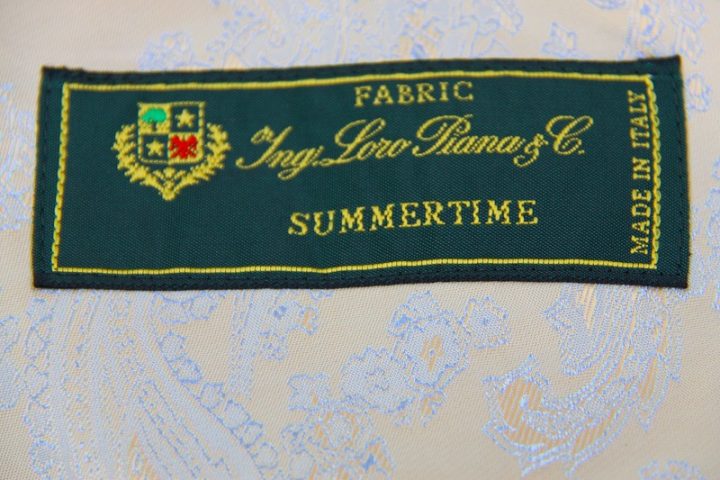 FABRIC
Ing. Loro Piana & C.
SUMMERTIME
MADE IN ITALY